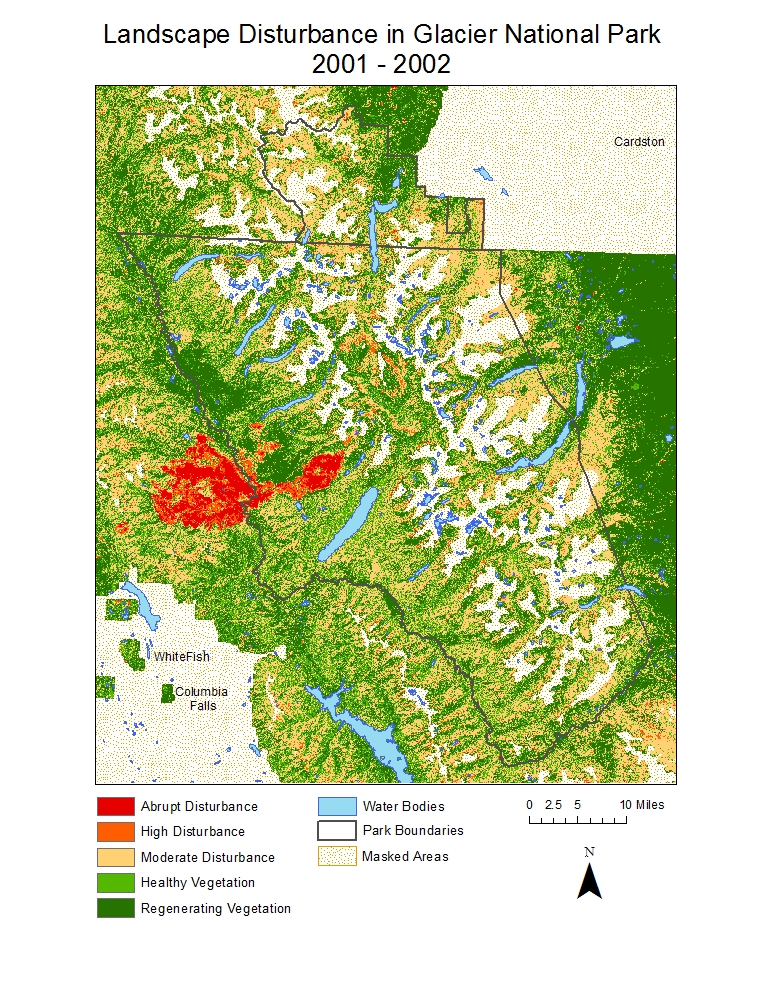 Landscape Disturbance in Glacier National Park
2001 - 2002
Cardston
WhiteFish
Columbia
Falls
Abrupt Disturbance
High Disturbance
Moderate Disturbance
Healthy Vegetation
Regenerating Vegetation
Water Bodies
Park Boundaries
Masked Areas
0 2.5 5 10 Miles
N